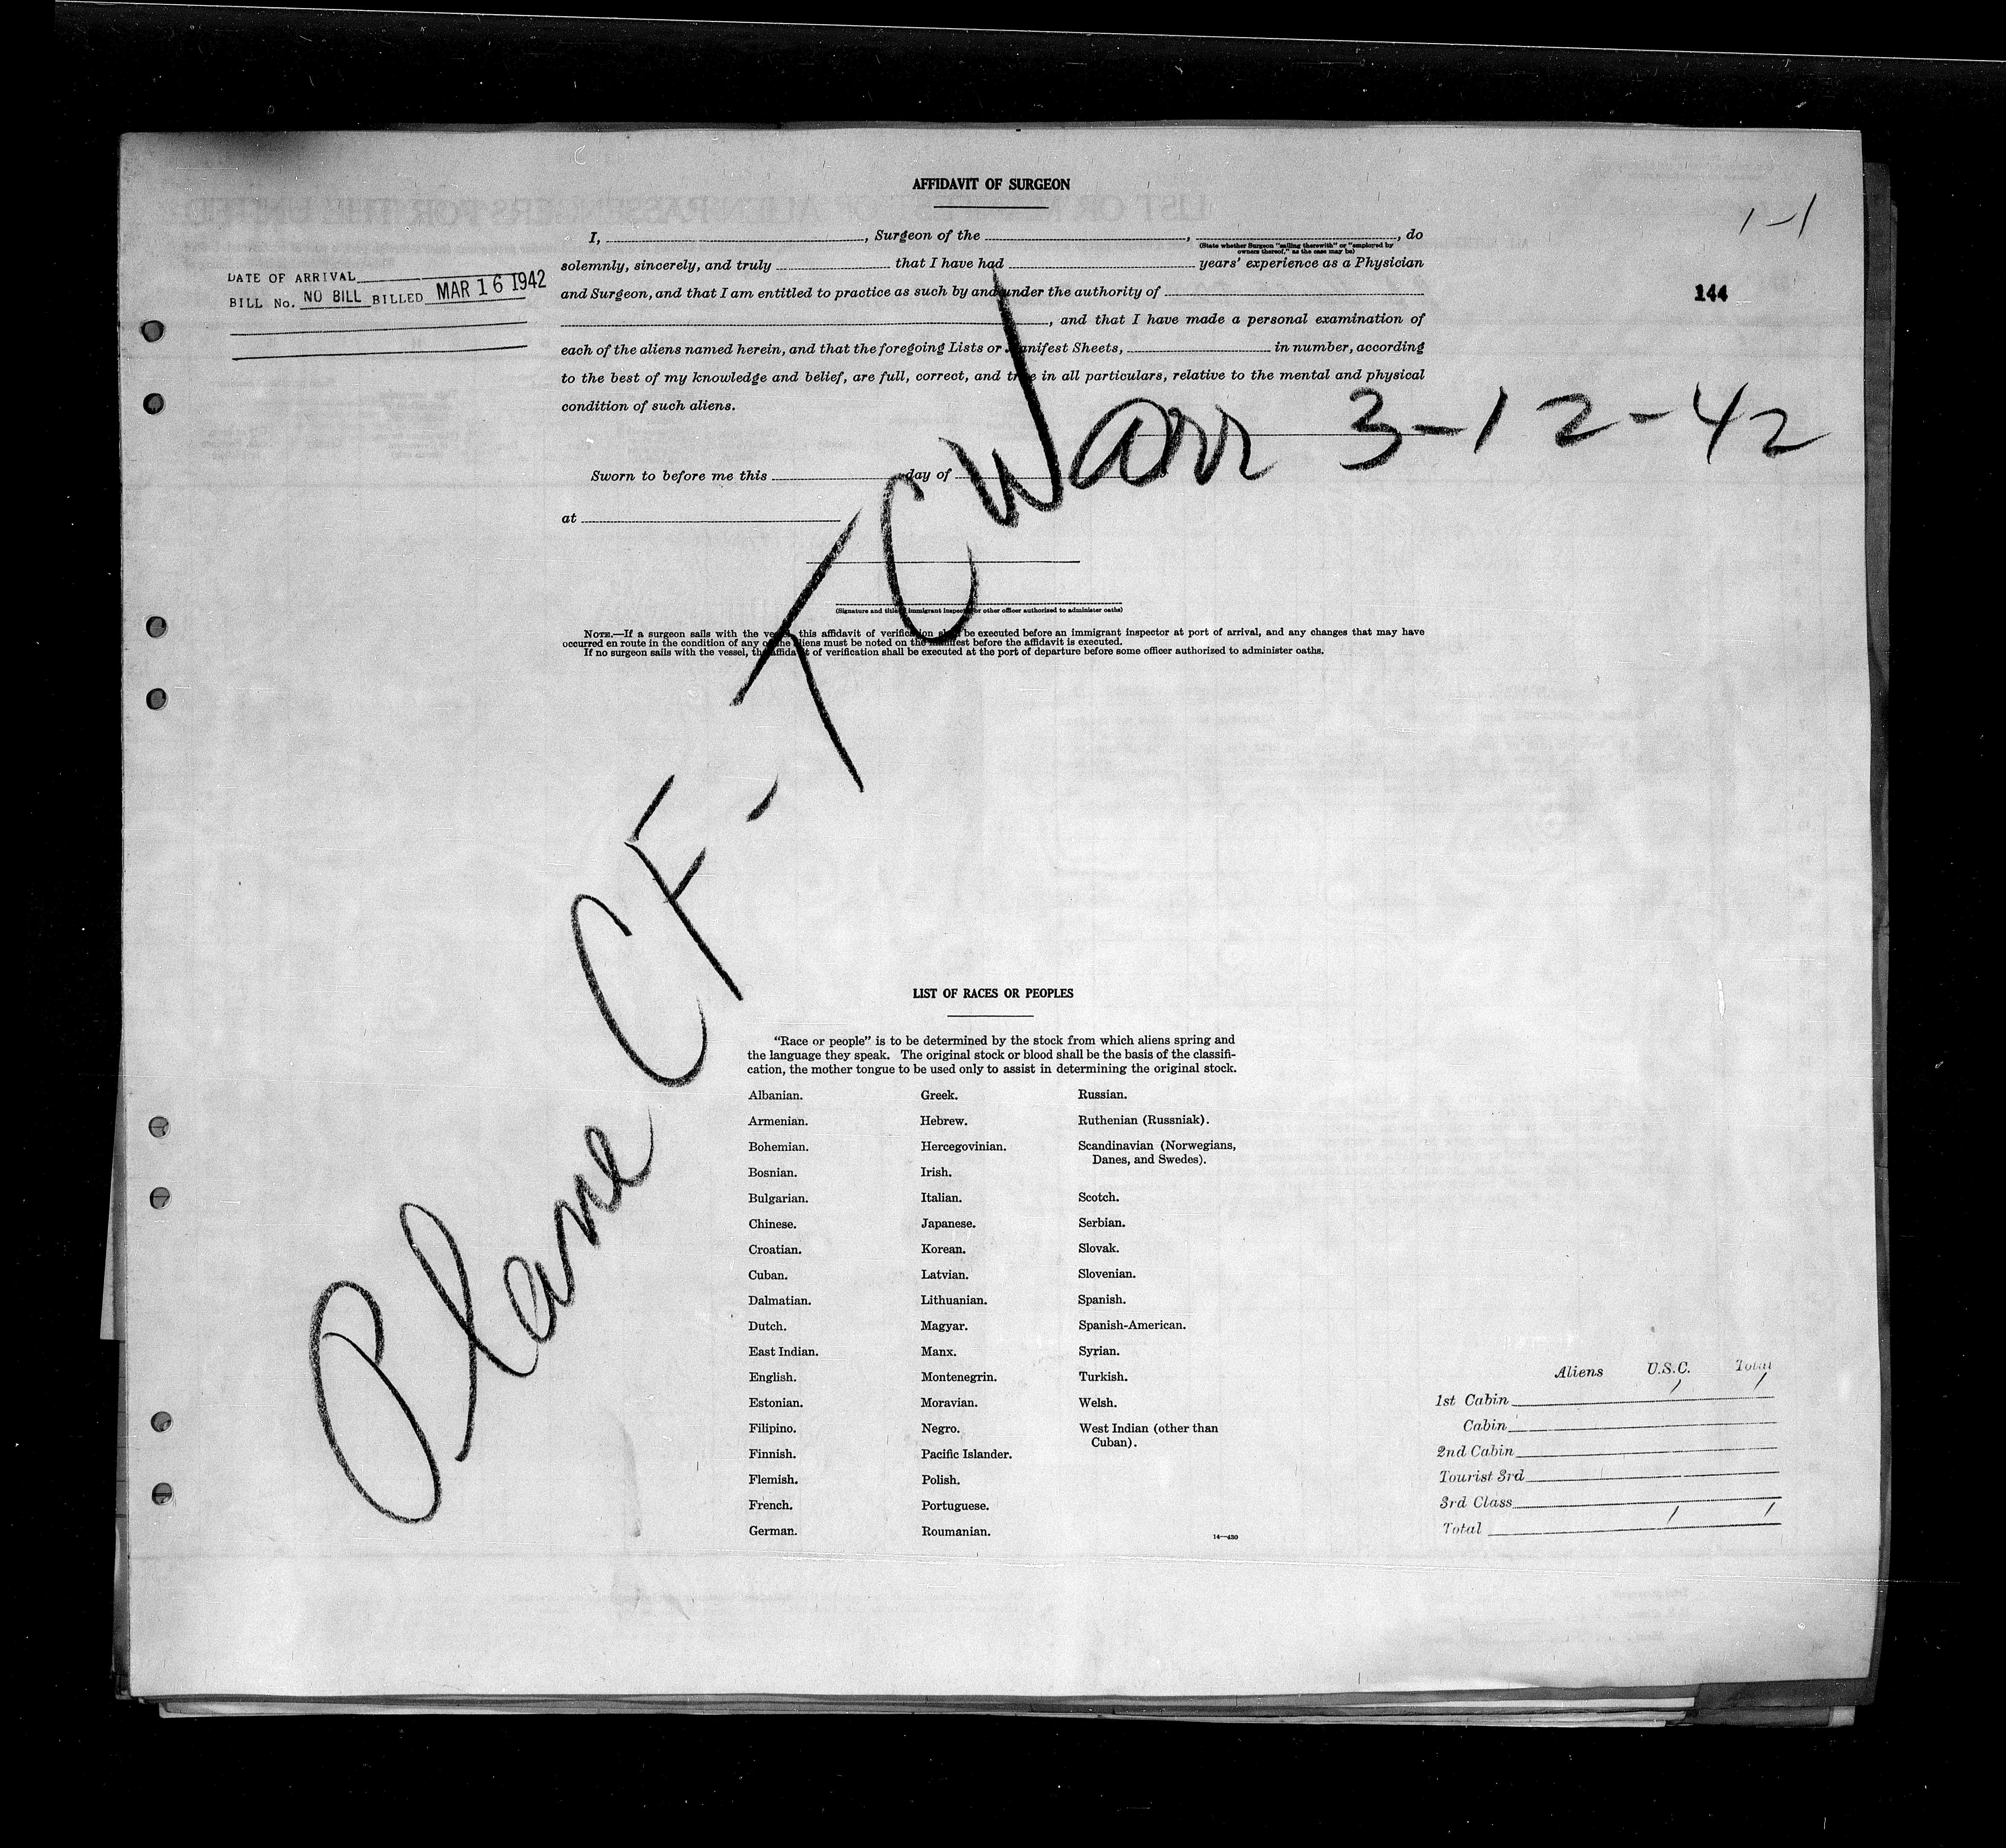 AFFIDAVIT OF SURGEON
1-1
I, , Surgeon of the , , do
(State whether Surgeon "sailing therewith" or "employed by
owners thereof," as the case may be)
solemnly, sincerely, and truly that I have had years' experience as a Physician
and Surgeon, and that I am entitled to practice as such by and under the authority of
, and that I have made a personal examination of
each of the aliens named herein, and that the foregoing Lists or Manifest Sheets, in number, according
to the best of my knowledge and belief, are full, correct, and true in all particulars, relative to the mental and physical
condition of such aliens.
DATE OF ARRIVAL
BILL No. NO BILL BILLED MAR 16 1942
144
Sworn to before me this day of
at
(Signature and title of immigrant inspector or other officer authorized to administer oaths)
NOTE.—If a surgeon sails with the vessel, this affidavit of verification shall be executed before an immigrant inspector at port of arrival, and any changes that may have
occurred en route in the condition of any of the aliens must be noted on the manifest before the affidavit is executed.
If no surgeon sails with the vessel, the affidavit of verification shall be executed at the port of departure before some officer authorized to administer oaths.
Plane CF-TCW arr 3-12-42
LIST OF RACES OR PEOPLES
"Race or people" is to be determined by the stock from which aliens spring and
the language they speak. The original stock or blood shall be the basis of the classifi-
cation, the mother tongue to be used only to assist in determining the original stock.
Albanian. Greek. Russian.
Armenian. Hebrew. Ruthenian (Russniak).
Bohemian. Hercegovinian. Scandinavian (Norwegians,
Danes, and Swedes).
Bosnian. Irish.
Bulgarian. Italian. Scotch.
Chinese. Japanese. Serbian.
Croatian. Korean. Slovak.
Cuban. Latvian. Slovenian.
Dalmatian. Lithuanian. Spanish.
Dutch. Magyar. Spanish-American.
East Indian. Manx. Syrian.
English. Montenegrin. Turkish.
Estonian. Moravian. Welsh.
Filipino. Negro. West Indian (other than
Cuban).
Finnish. Pacific Islander.
Flemish. Polish.
French. Portuguese.
German. Roumanian.
14—430
Aliens U.S.C. Total
1st Cabin 1 1
Cabin
2nd Cabin
Tourist 3rd
3rd Class
Total 1 1